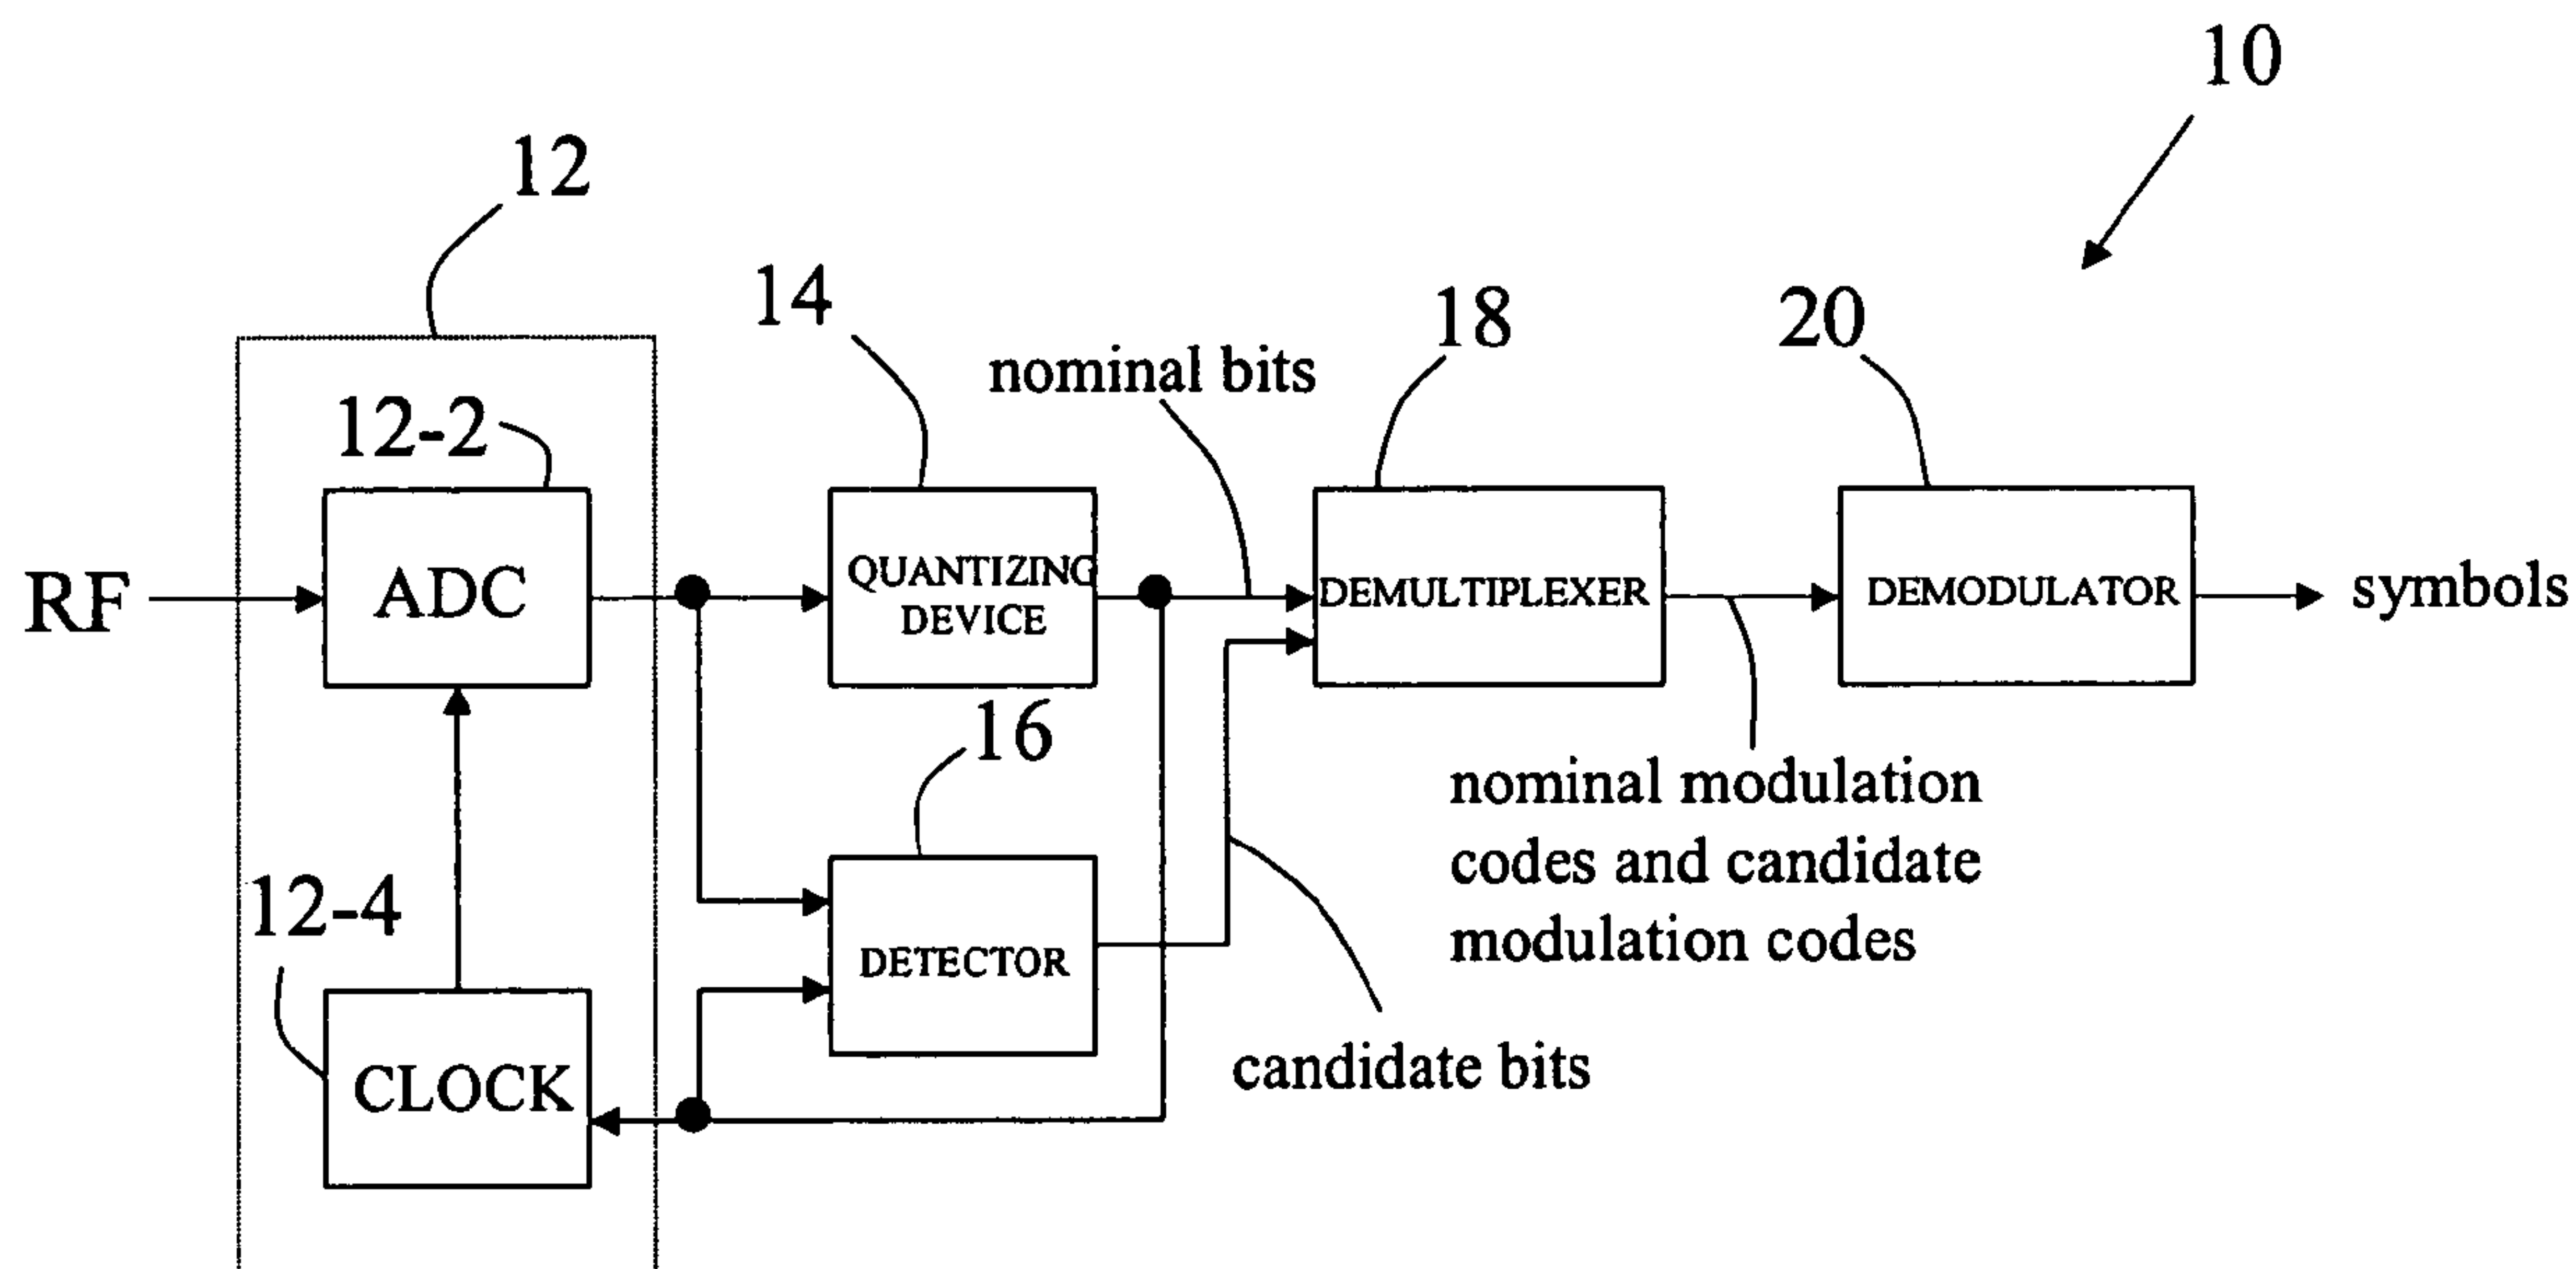 10
12
14
nominal bits
18
20
12-2
RF
ADC
QUANTIZING
DEVICE
DEMULTIPLEXER
DEMODULATOR
symbols
16
nominal modulation
codes and candidate
modulation codes
12-4
DETECTOR
CLOCK
candidate bits